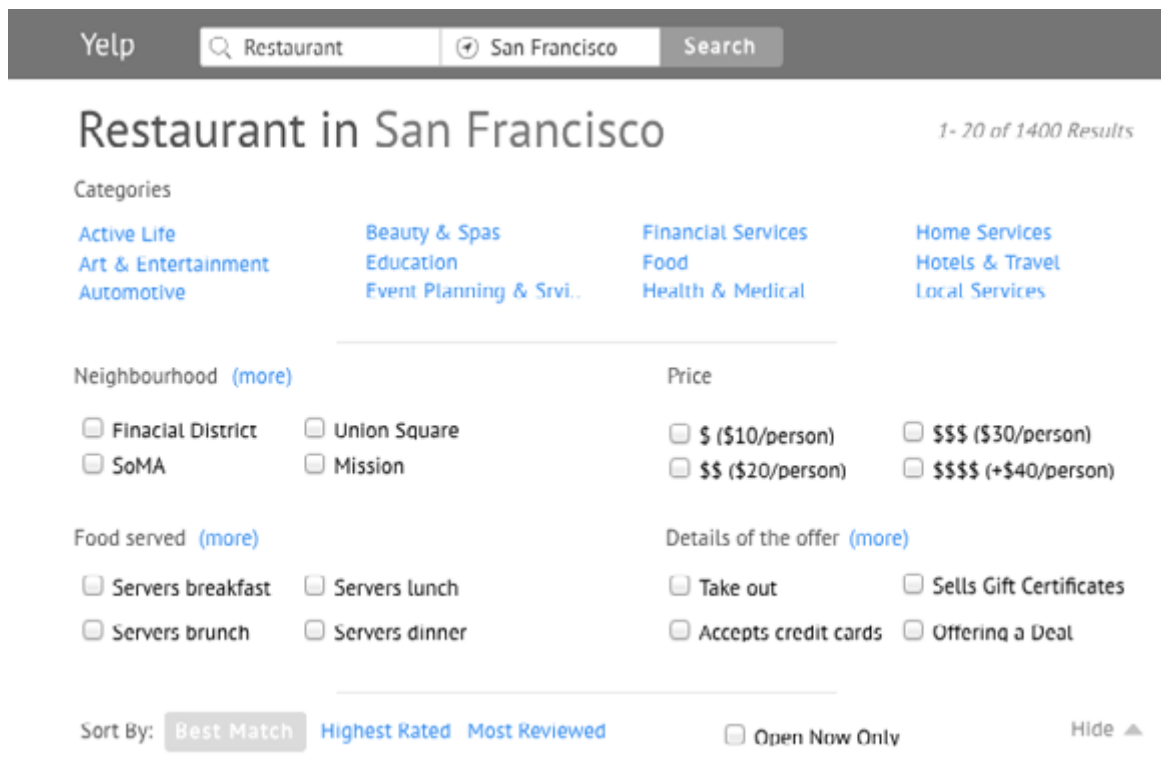 Yelp Restaurant San Francisco Search
Restaurant in San Francisco 1- 20 of 1400 Results
Categories
Active Life Beauty & Spas Financial Services Home Services
Art & Entertainment Education Food Hotels & Travel
Automotive Event Planning & Srvi.. Health & Medical Local Services
Neighbourhood (more) Price
Finacial District Union Square $ ($10/person) $$$ ($30/person)
SoMA Mission $$ ($20/person) $$$$ (+$40/person)
Food served (more) Details of the offer (more)
Servers breakfast Servers lunch Take out Sells Gift Certificates
Servers brunch Servers dinner Accepts credit cards Offering a Deal
Sort By: Best Match Highest Rated Most Reviewed Open Now Only Hide